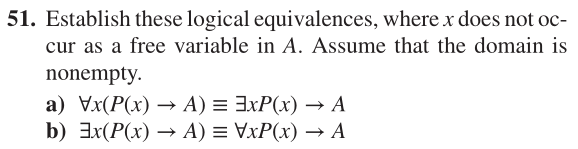 51. Establish these logical equivalences, where x does not oc-
cur as a free variable in A. Assume that the domain is
nonempty.
a) ∀x(P(x) → A) ≡ ∃xP(x) → A
b) ∃x(P(x) → A) ≡ ∀xP(x) → A